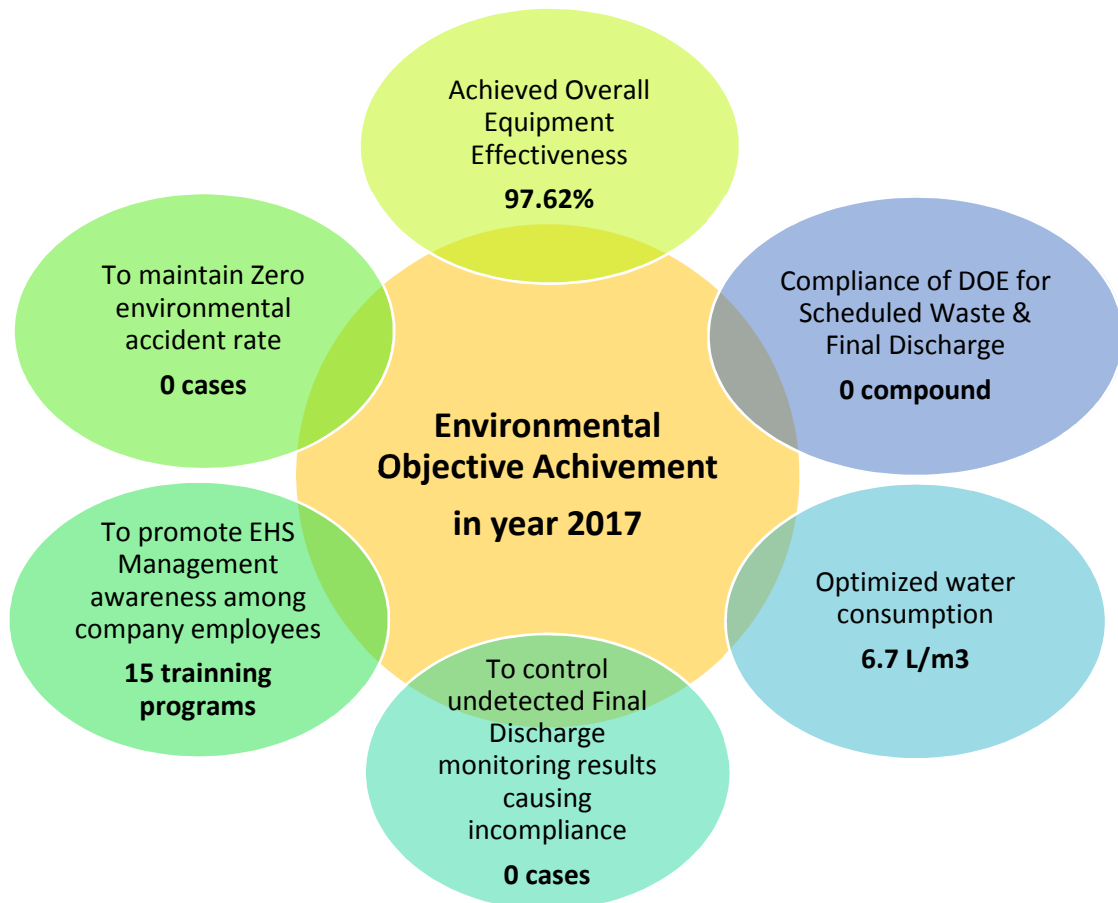 Achieved Overall
Equipment
Effectiveness
97.62%
Compliance of DOE for
Scheduled Waste &
Final Discharge
0 compound
Optimized water
consumption
6.7 L/m3
To control
undetected Final
Discharge
monitoring results
causing
incompliance
0 cases
To promote EHS
Management
awareness among
company employees
15 trainning
programs
To maintain Zero
environmental
accident rate
0 cases
Environmental
Objective Achivement
in year 2017